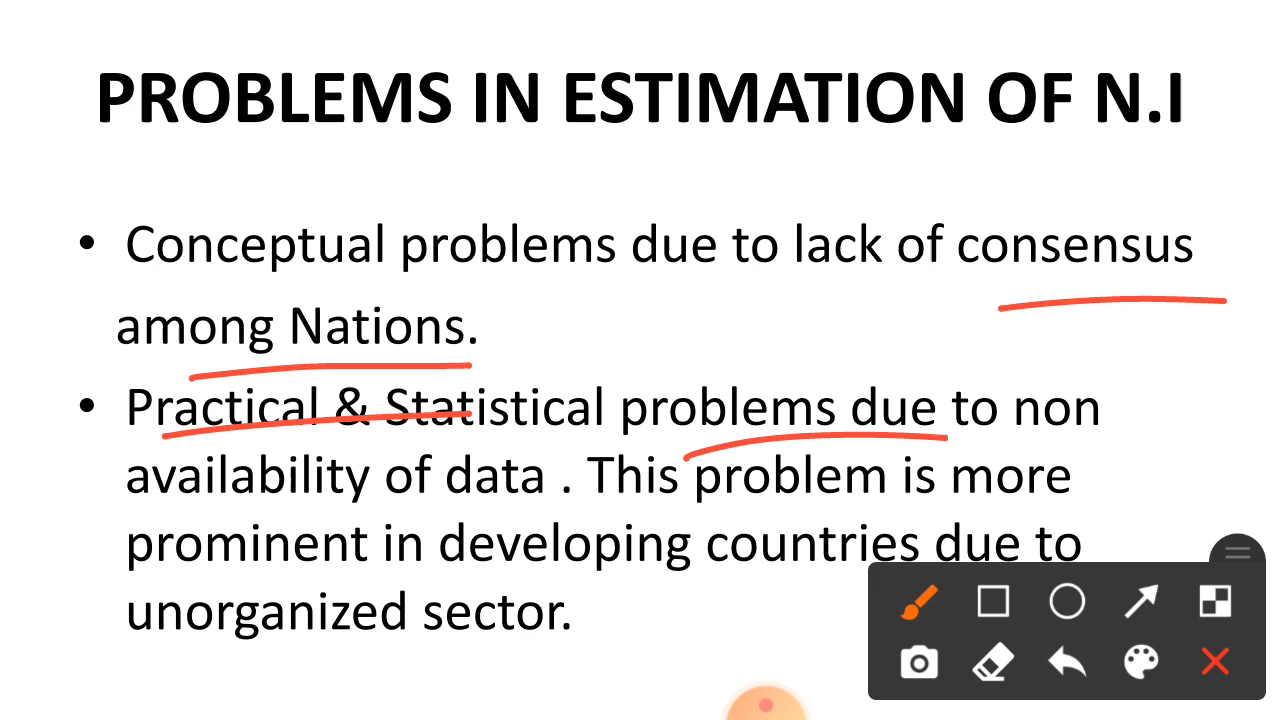 PROBLEMS IN ESTIMATION OF N.I
• Conceptual problems due to lack of consensus
among Nations.
• Practical & Statistical problems due to non
availability of data . This problem is more
prominent in developing countries due to
unorganized sector.